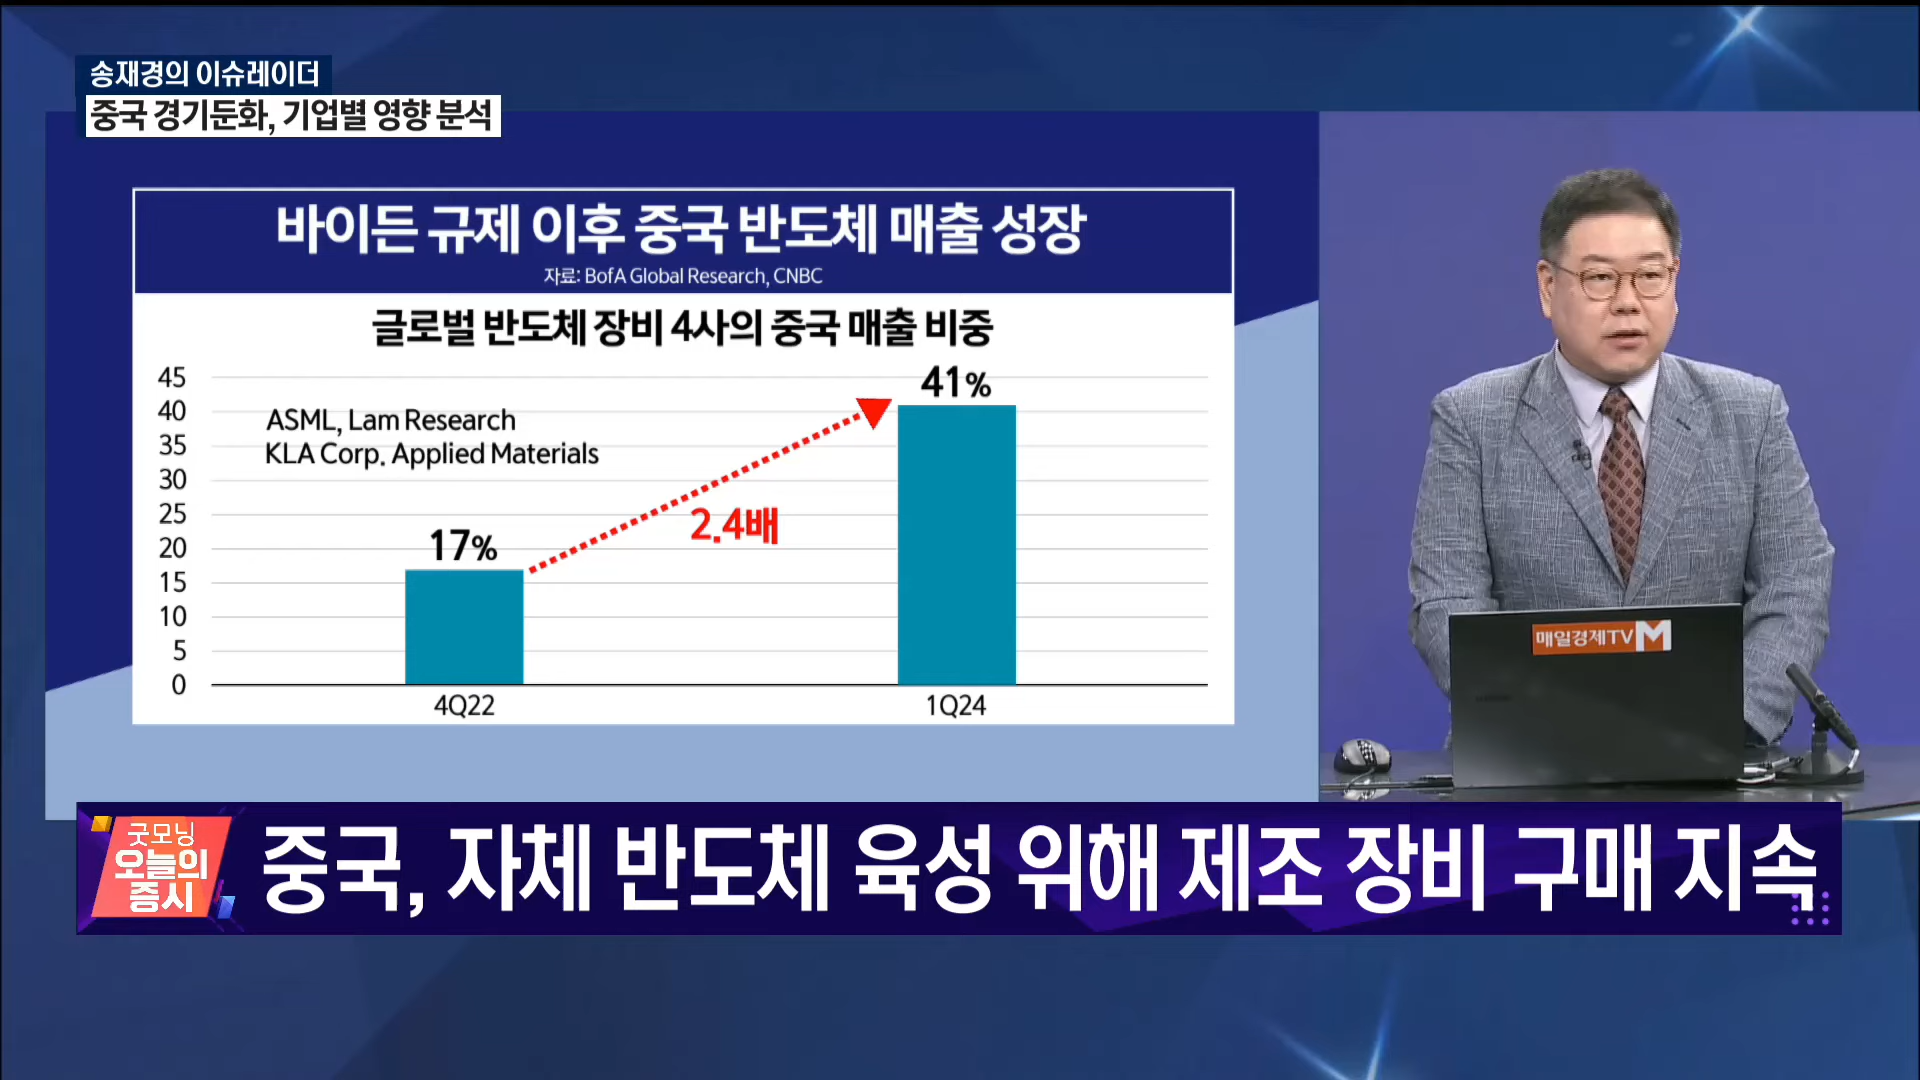 송재경의 이슈레이더
중국 경기둔화, 기업별 영향 분석
바이든 규제 이후 중국 반도체 매출 성장
자료: BofA Global Research, CNBC
글로벌 반도체 장비 4사의 중국 매출 비중
45
40
35
30
25
20
15
10
5
0
ASML, Lam Research
KLA Corp. Applied Materials
17%
2.4배
41%
4Q22
1Q24
매일경제TV M
굿모닝
오늘의
증시
중국, 자체 반도체 육성 위해 제조 장비 구매 지속